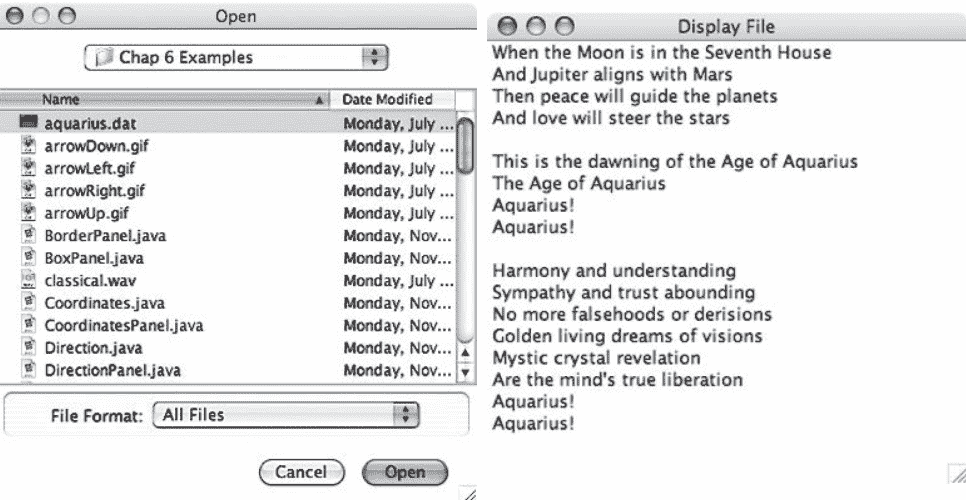 Open
Chap 6 Examples
Name Date Modified
aquarius.dat Monday, July ...
arrowDown.gif Monday, July ...
arrowLeft.gif Monday, July ...
arrowRight.gif Monday, July ...
arrowUp.gif Monday, July ...
BorderPanel.java Monday, Nov...
BoxPanel.java Monday, Nov...
classical.wav Monday, July ...
Coordinates.java Monday, Nov...
CoordinatesPanel.java Monday, Nov...
Direction.java Monday, Nov...
DirectionPanel.java Monday, Nov...
File Format: All Files
Cancel Open
Display File
When the Moon is in the Seventh House
And Jupiter aligns with Mars
Then peace will guide the planets
And love will steer the stars
This is the dawning of the Age of Aquarius
The Age of Aquarius
Aquarius!
Aquarius!
Harmony and understanding
Sympathy and trust abounding
No more falsehoods or derisions
Golden living dreams of visions
Mystic crystal revelation
Are the mind's true liberation
Aquarius!
Aquarius!